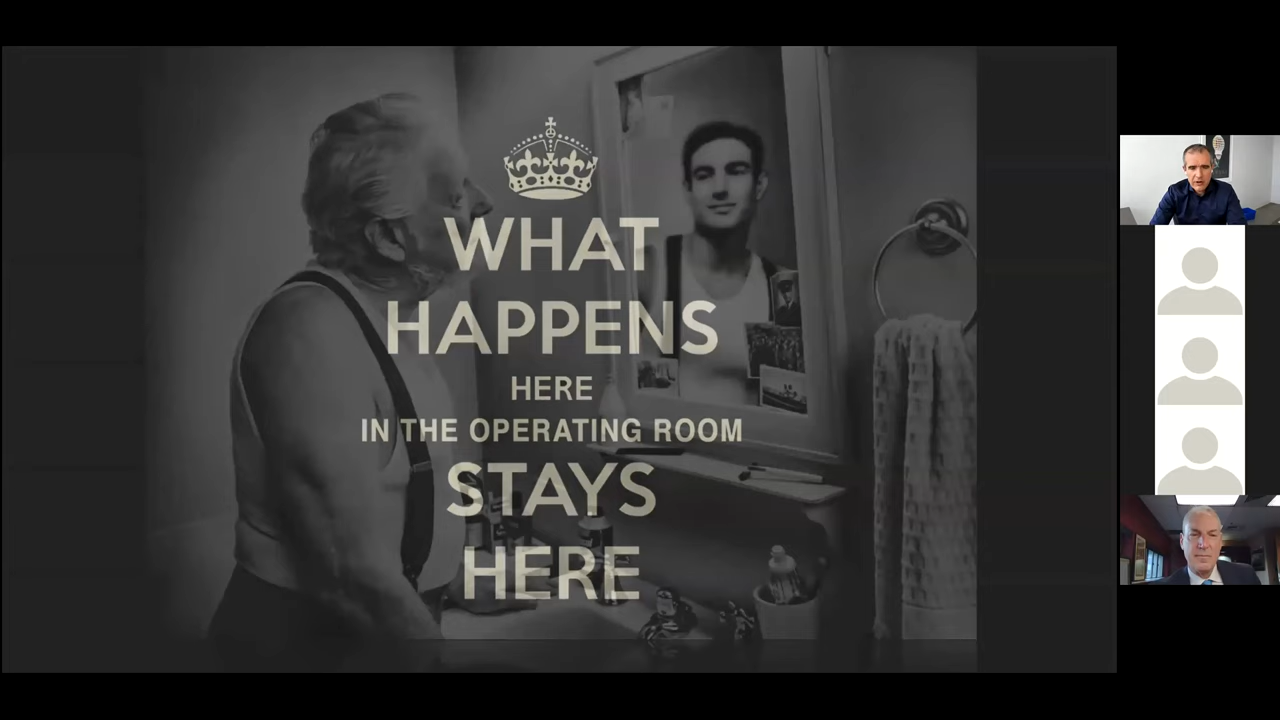 WHAT
HAPPENS
HERE
IN THE OPERATING ROOM
STAYS
HERE